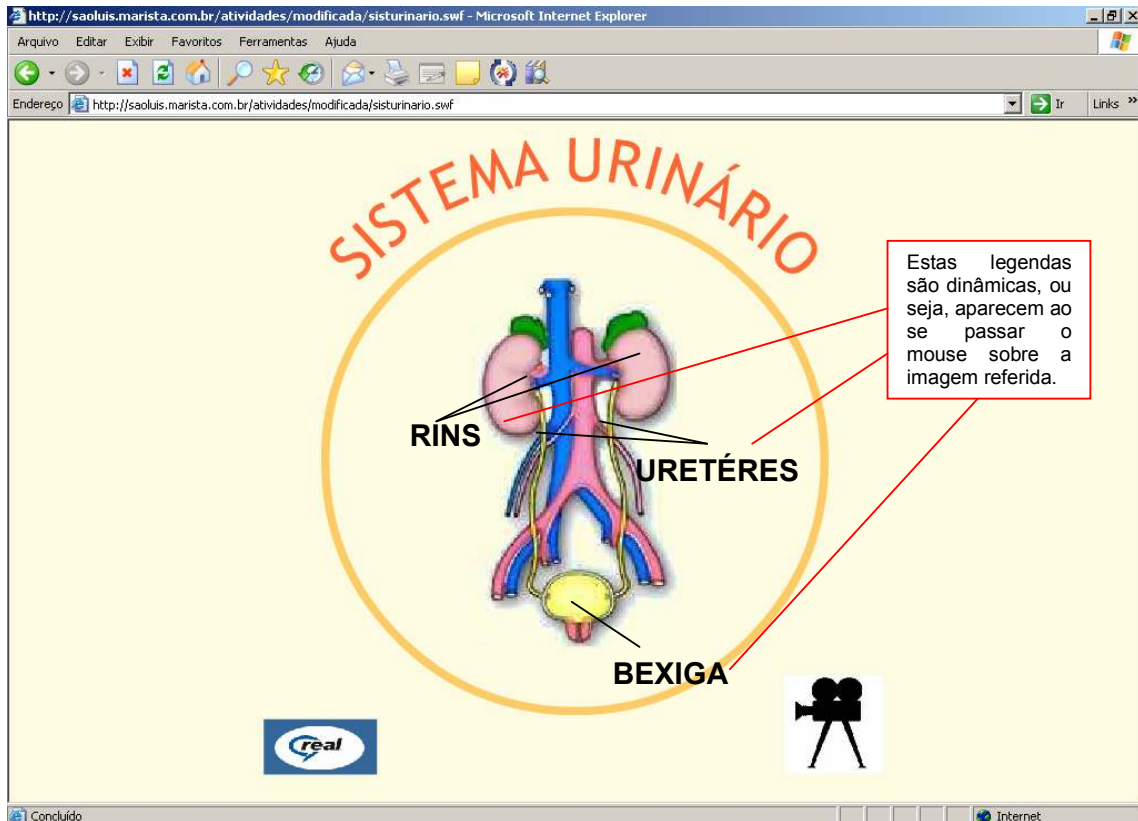 http://saoluis.marista.com.br/atividades/modificada/sisturinario.swf - Microsoft Internet Explorer
Arquivo Editar Exibir Favoritos Ferramentas Ajuda
Endereço http://saoluis.marista.com.br/atividades/modificada/sisturinario.swf Ir Links »
SISTEMA URINÁRIO
Estas legendas
são dinâmicas, ou
seja, aparecem ao
se passar o
mouse sobre a
imagem referida.
RINS
URETÉRES
BEXIGA
real
Concluído Internet